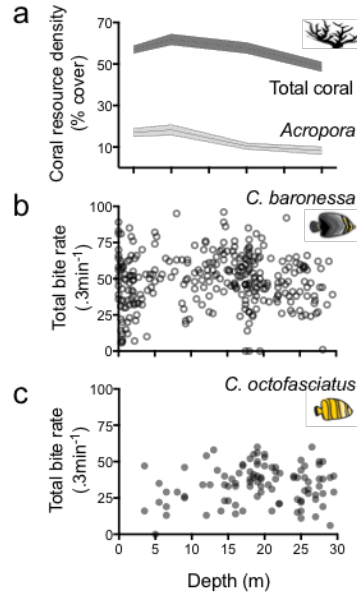 a
70
50
30
10
Coral resource density
(% cover)
Total coral
Acropora
b
C. baronessa
100
75
50
25
0
Total bite rate
(.3min-1)
c
C. octofasciatus
100
75
50
25
0
Total bite rate
(.3min-1)
0 5 10 15 20 25 30
Depth (m)